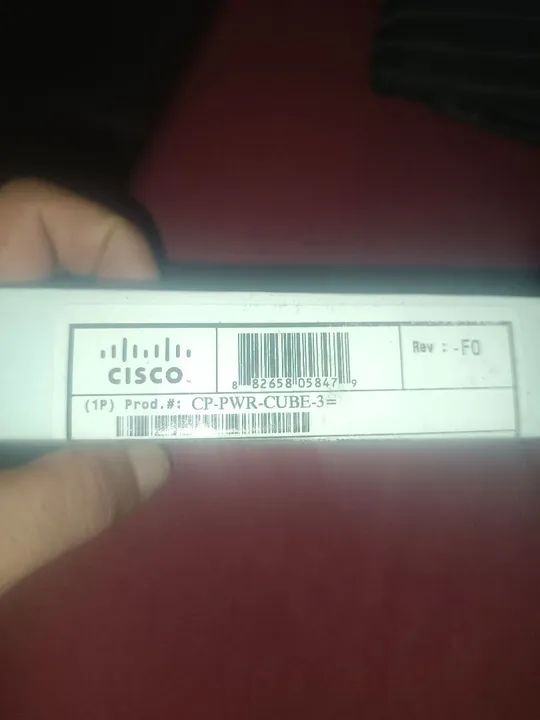 CISCO
8 82658 05847 9
Rev : -F0
(1P) Prod.#: CP-PWR-CUBE-3=